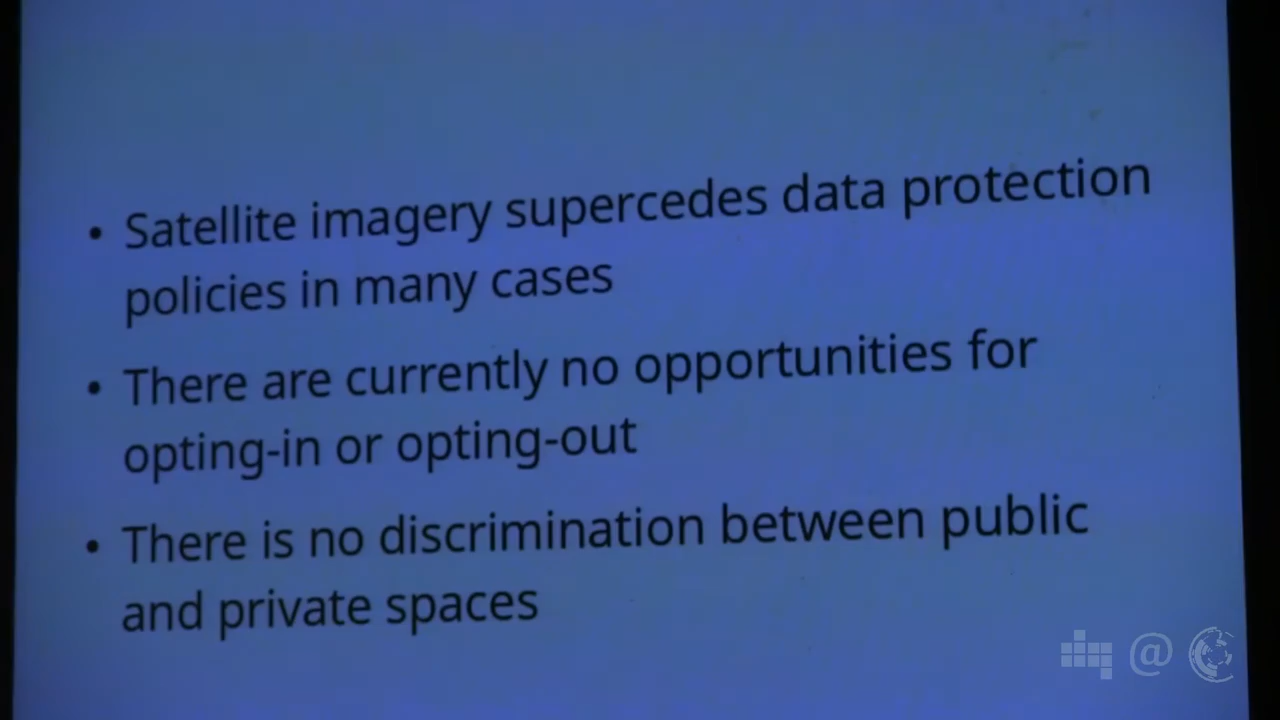 • Satellite imagery supercedes data protection
policies in many cases
• There are currently no opportunities for
opting-in or opting-out
• There is no discrimination between public
and private spaces
@